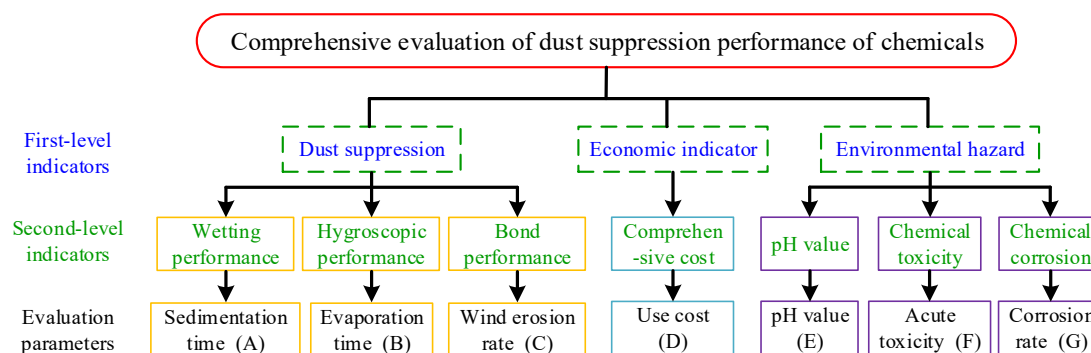 Comprehensive evaluation of dust suppression performance of chemicals
First-level
indicators
Dust suppression
Economic indicator
Environmental hazard
Second-level
indicators
Wetting
performance
Hygroscopic
performance
Bond
performance
Comprehen
-sive cost
pH value
Chemical
toxicity
Chemical
corrosion
Evaluation
parameters
Sedimentation
time (A)
Evaporation
time (B)
Wind erosion
rate (C)
Use cost
(D)
pH value
(E)
Acute
toxicity (F)
Corrosion
rate (G)